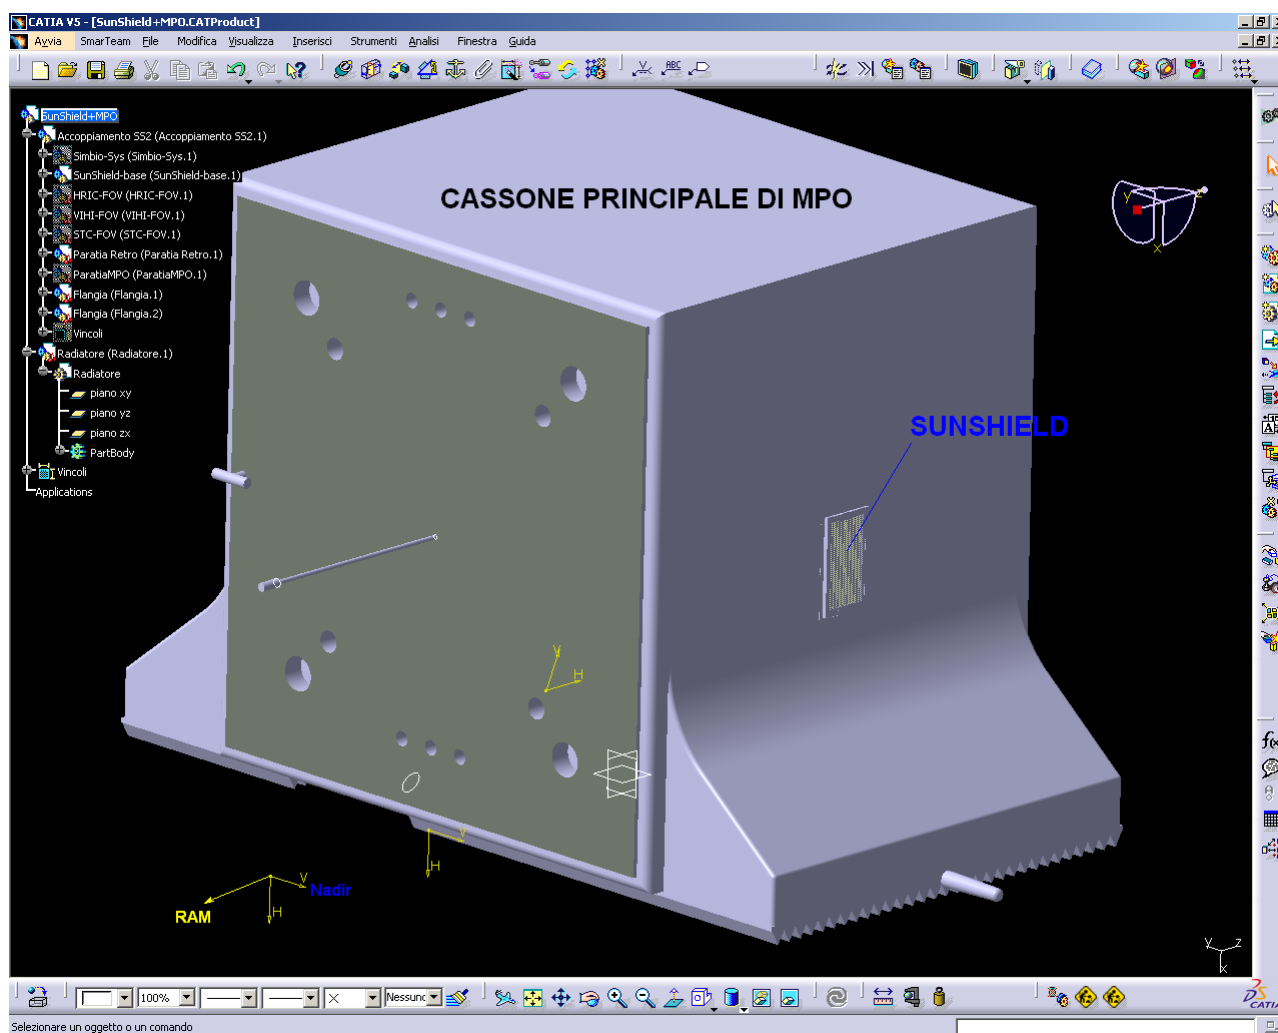 CATIA V5 - [SunShield+MPO.CATProduct]
Avvia SmarTeam File Modifica Visualizza Inserisci Strumenti Analisi Finestra Guida
ABC
SunShield+MPO
Accoppiamento SS2 (Accoppiamento SS2.1)
Simbio-Sys (Simbio-Sys.1)
SunShield-base (SunShield-base.1)
HRIC-FOV (HRIC-FOV.1)
VIHI-FOV (VIHI-FOV.1)
STC-FOV (STC-FOV.1)
Paratia Retro (Paratia Retro.1)
ParatiaMPO (ParatiaMPO.1)
Flangia (Flangia.1)
Flangia (Flangia.2)
Vincoli
Radiatore (Radiatore.1)
Radiatore
piano xy
piano yz
piano zx
PartBody
Vincoli
Applications
CASSONE PRINCIPALE DI MPO
y z
x
SUNSHIELD
V
H
V
H
V
Nadir
RAM
H
y z
x
100%
Nessunc
CATIA
Selezionare un oggetto o un comando